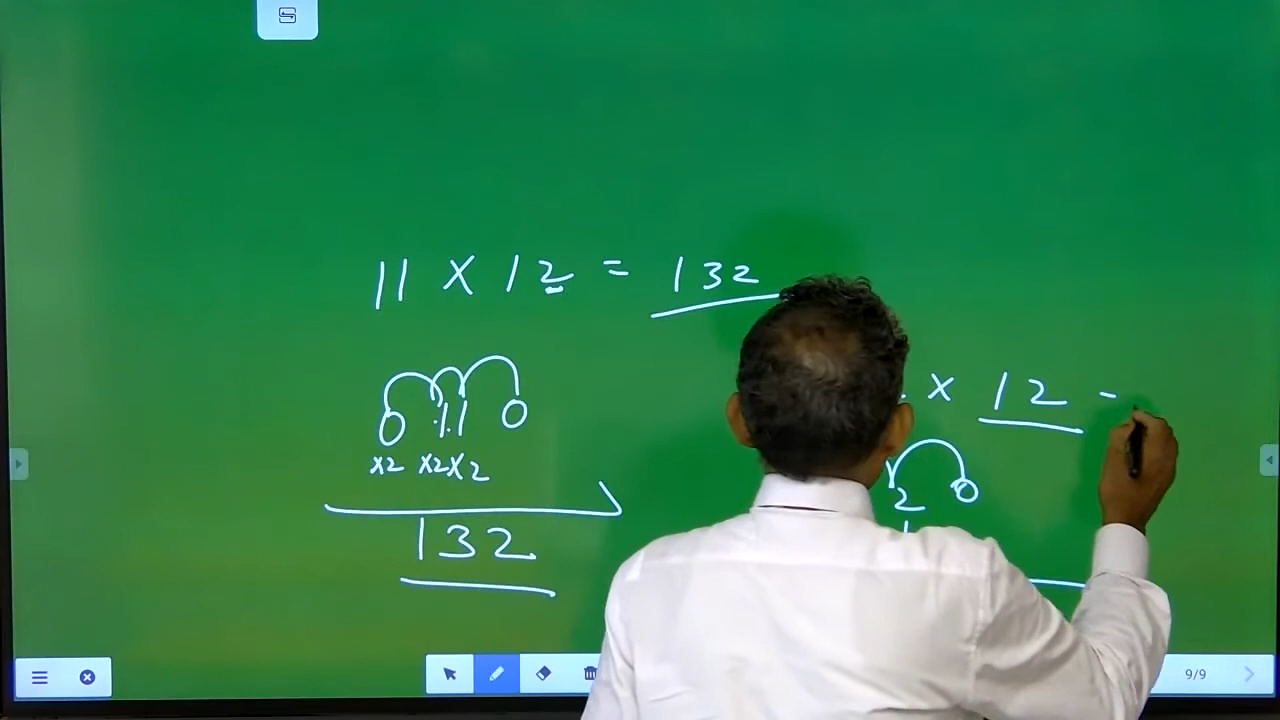 11 x 12 = 132
x 12 =
0 11 0
2 0
x2 x2 x2
132
9/9